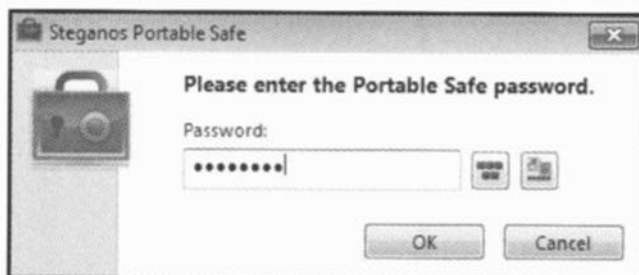 Steganos Portable Safe
Please enter the Portable Safe password.
Password:
••••••••
OK
Cancel